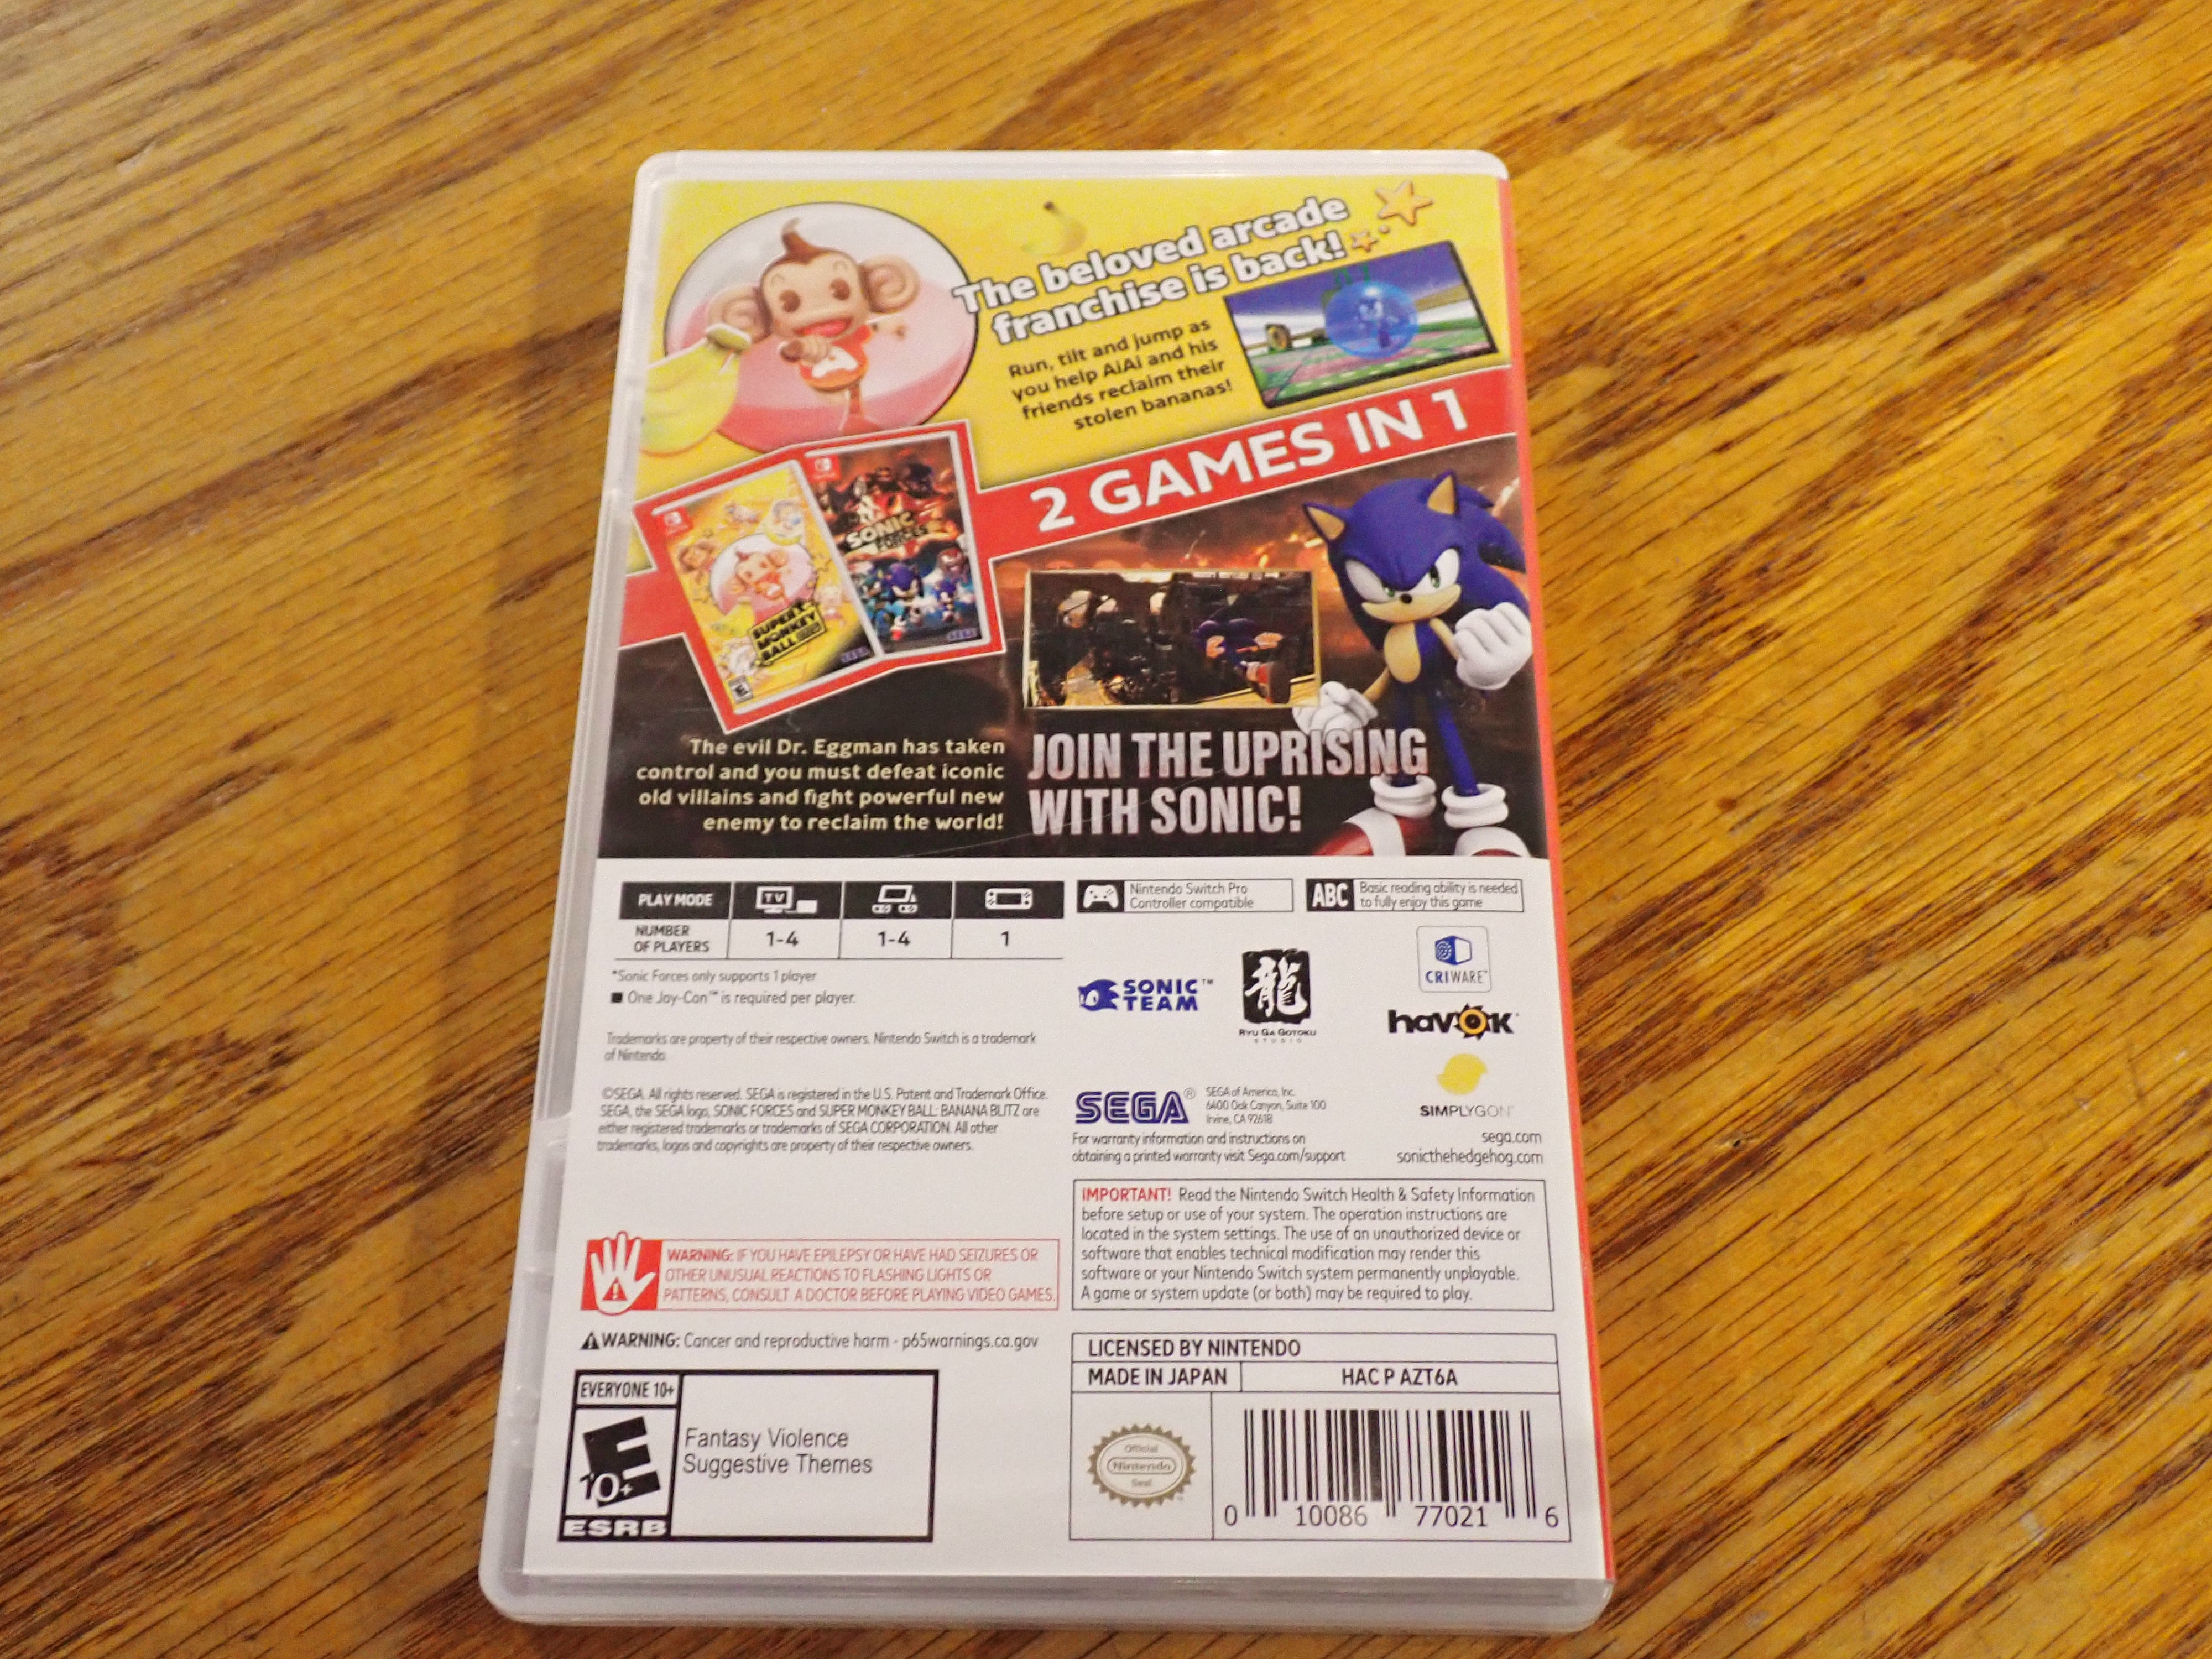 The beloved arcade
franchise is back!
Run, tilt and jump as
you help AiAi and his
friends reclaim their
stolen bananas!
2 GAMES IN 1
SONIC
FORCES
SUPER
MONKEY
BALL
SEGA
SEGA
The evil Dr. Eggman has taken
control and you must defeat iconic
old villains and fight powerful new
enemy to reclaim the world!
JOIN THE UPRISING
WITH SONIC!
PLAY MODE
TV
NUMBER
OF PLAYERS
1-4
1-4
1
Nintendo Switch Pro
Controller compatible
ABC
Basic reading ability is needed
to fully enjoy this game
*Sonic Forces only supports 1 player
■ One Joy-Con™ is required per player.
SONIC
TEAM™
龍
RYU GA GOTOKU
STUDIO
CRIWARE™
havok
SIMPLYGON
Trademarks are property of their respective owners. Nintendo Switch is a trademark
of Nintendo.
©SEGA. All rights reserved. SEGA is registered in the U.S. Patent and Trademark Office.
SEGA, the SEGA logo, SONIC FORCES and SUPER MONKEY BALL: BANANA BLITZ are
either registered trademarks or trademarks of SEGA CORPORATION. All other
trademarks, logos and copyrights are property of their respective owners.
SEGA®
SEGA of America, Inc.
6400 Oak Canyon, Suite 100
Irvine, CA 92618
For warranty information and instructions on
obtaining a printed warranty visit Sega.com/support
sega.com
sonicthehedgehog.com
IMPORTANT! Read the Nintendo Switch Health & Safety Information
before setup or use of your system. The operation instructions are
located in the system settings. The use of an unauthorized device or
software that enables technical modification may render this
software or your Nintendo Switch system permanently unplayable.
A game or system update (or both) may be required to play.
WARNING: IF YOU HAVE EPILEPSY OR HAVE HAD SEIZURES OR
OTHER UNUSUAL REACTIONS TO FLASHING LIGHTS OR
PATTERNS, CONSULT A DOCTOR BEFORE PLAYING VIDEO GAMES.
WARNING: Cancer and reproductive harm - p65warnings.ca.gov
EVERYONE 10+
E
10+
ESRB
Fantasy Violence
Suggestive Themes
LICENSED BY NINTENDO
MADE IN JAPAN
HAC P AZT6A
Official
Nintendo
Seal
0 10086 77021 6